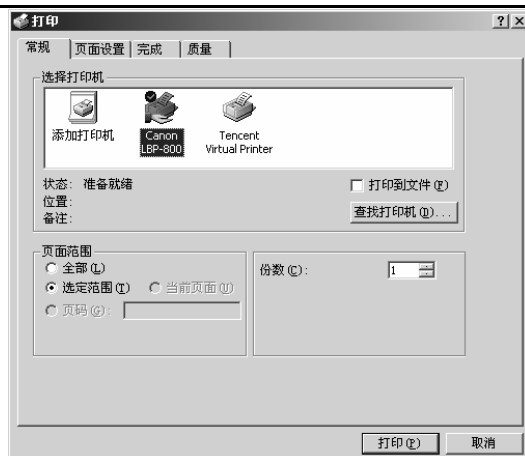 打印
常规 页面设置 完成 质量
选择打印机
添加打印机 Canon LBP-800 Tencent Virtual Printer
状态: 准备就绪
打印到文件(F)
位置:
备注:
查找打印机(D)...
页面范围
全部(L)
选定范围(T) 当前页面(U)
页码(G):
份数(C): 1
打印(P) 取消